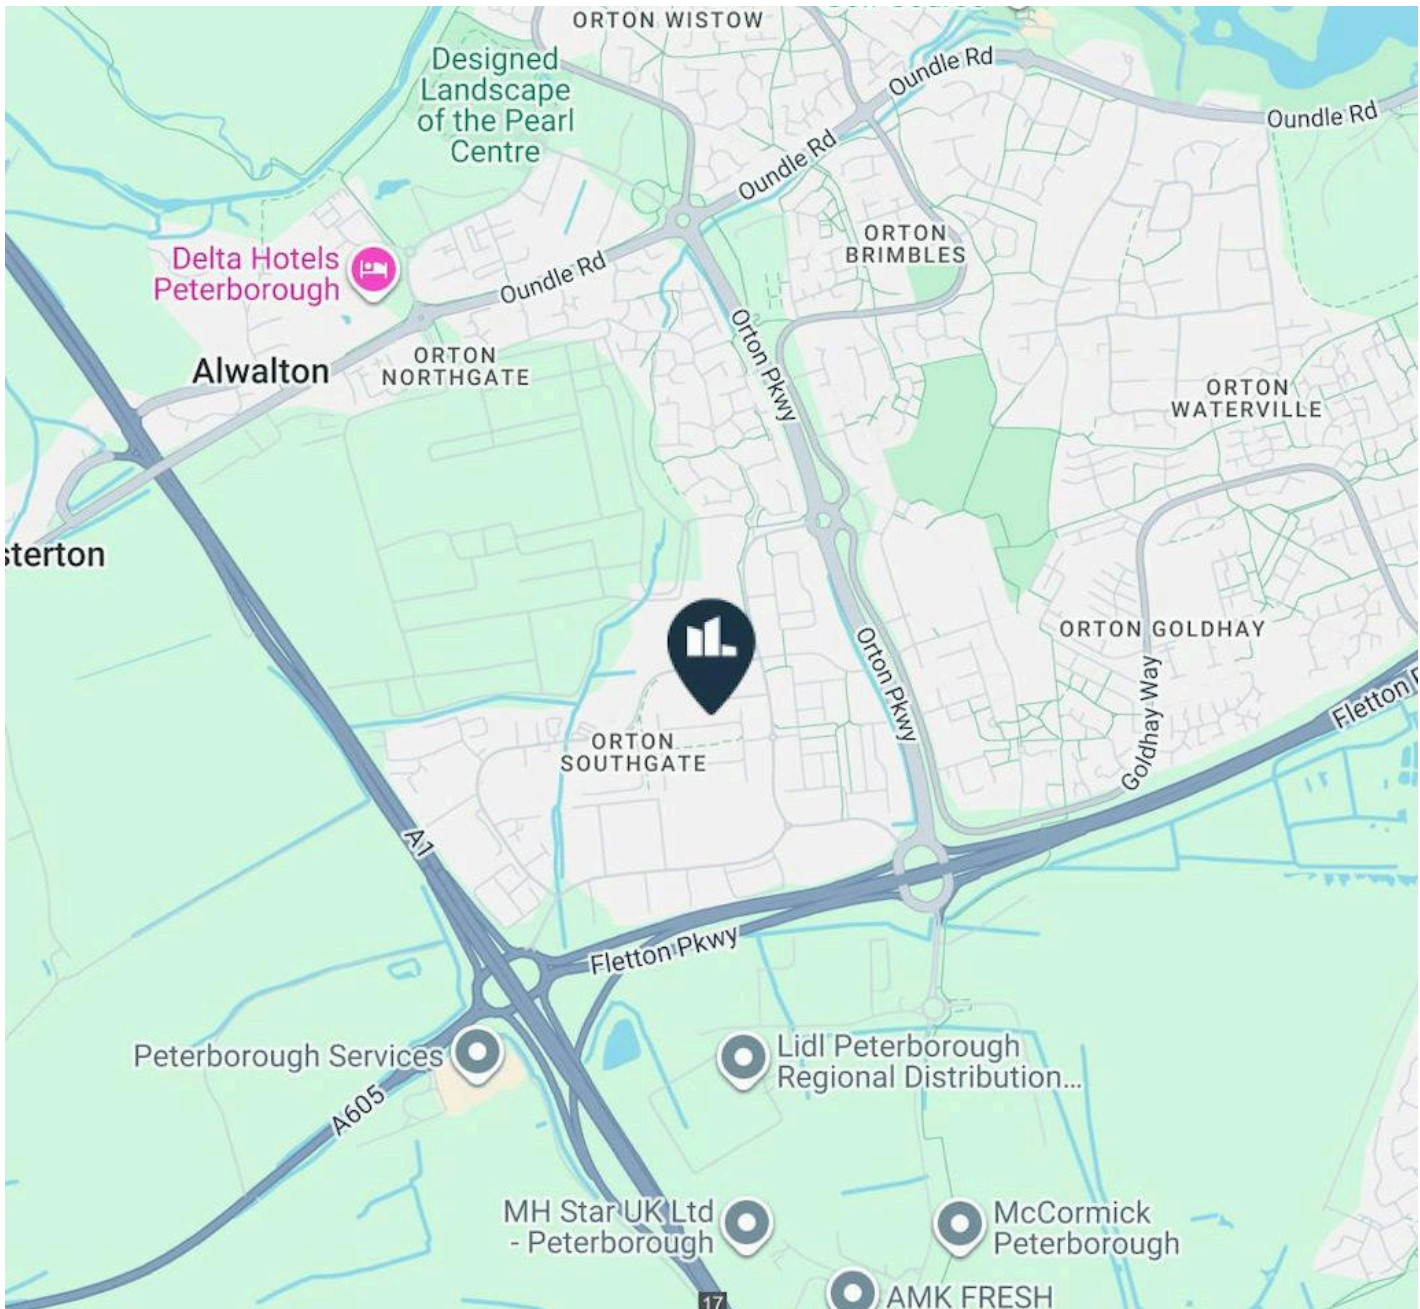 ORTON WISTOW
Designed
Landscape
of the Pearl
Centre
Oundle Rd
Oundle Rd
Oundle Rd
ORTON
BRIMBLES
Delta Hotels
Peterborough
Oundle Rd
Orton Pkwy
Alwalton
ORTON
NORTHGATE
ORTON
WATERVILLE
sterton
ORTON GOLDHAY
Orton Pkwy
Goldhay Way
Fletton
ORTON
SOUTHGATE
A1
Fletton Pkwy
Peterborough Services
Lidl Peterborough
Regional Distribution...
A605
MH Star UK Ltd
- Peterborough
McCormick
Peterborough
AMK FRESH
17